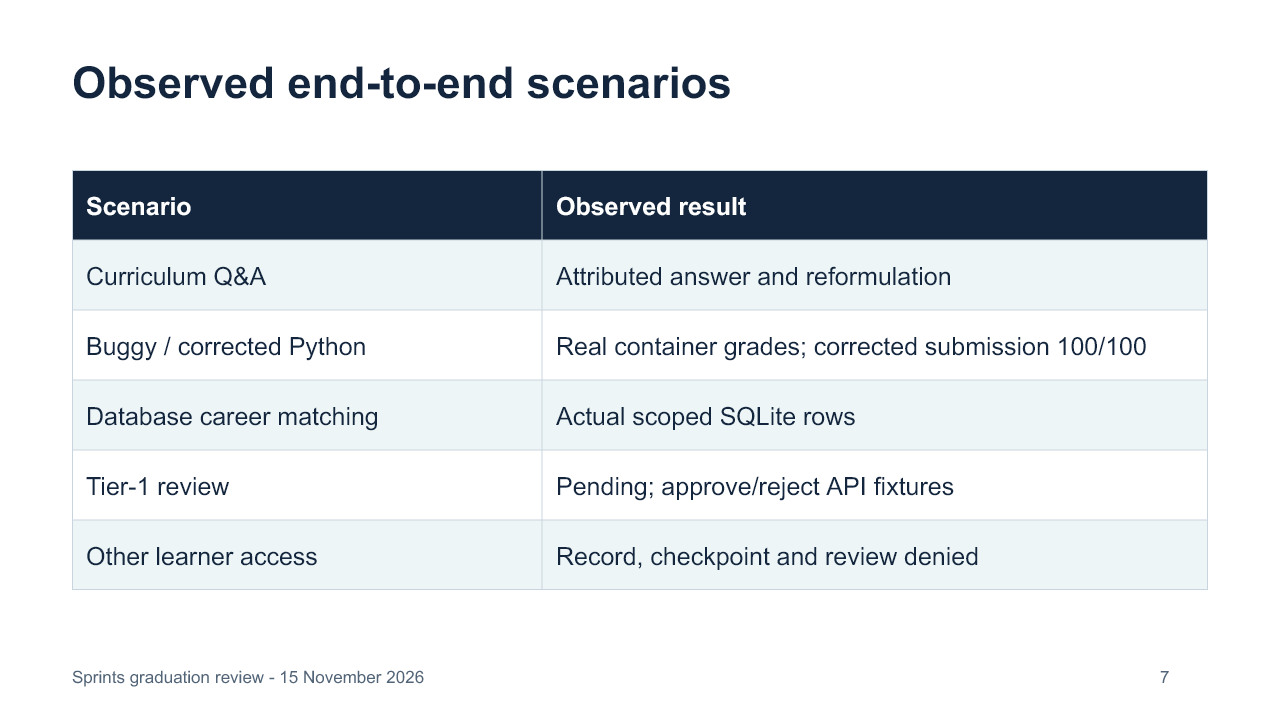 Observed end-to-end scenarios
Scenario
Observed result
Curriculum Q&A
Attributed answer and reformulation
Buggy / corrected Python
Real container grades; corrected submission 100/100
Database career matching
Actual scoped SQLite rows
Tier-1 review
Pending; approve/reject API fixtures
Other learner access
Record, checkpoint and review denied
Sprints graduation review - 15 November 2026
7